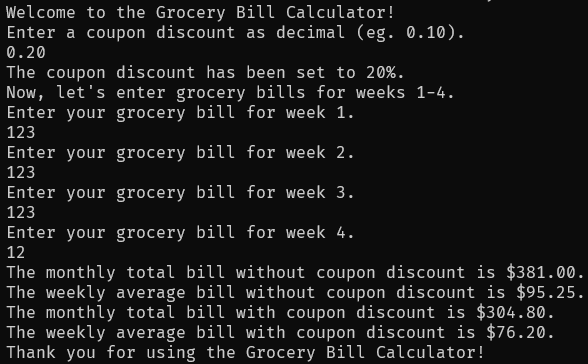 Welcome to the Grocery Bill Calculator!
Enter a coupon discount as decimal (eg. 0.10).
0.20
The coupon discount has been set to 20%.
Now, let's enter grocery bills for weeks 1-4.
Enter your grocery bill for week 1.
123
Enter your grocery bill for week 2.
123
Enter your grocery bill for week 3.
123
Enter your grocery bill for week 4.
12
The monthly total bill without coupon discount is $381.00.
The weekly average bill without coupon discount is $95.25.
The monthly total bill with coupon discount is $304.80.
The weekly average bill with coupon discount is $76.20.
Thank you for using the Grocery Bill Calculator!